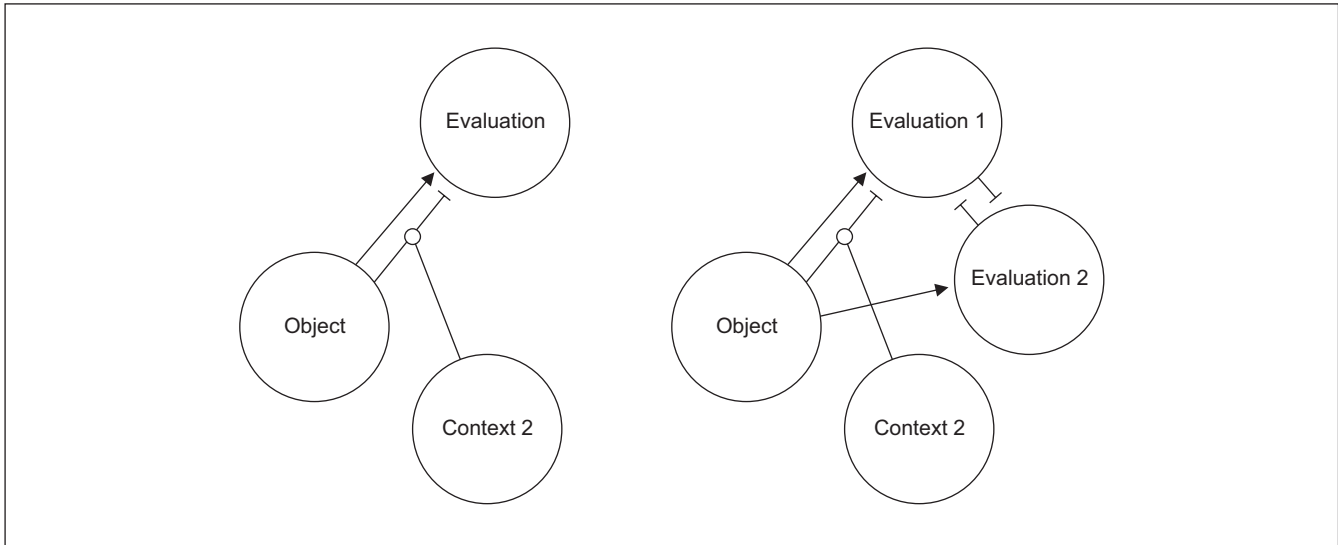 Evaluation
Object
Context 2
Evaluation 1
Evaluation 2
Object
Context 2